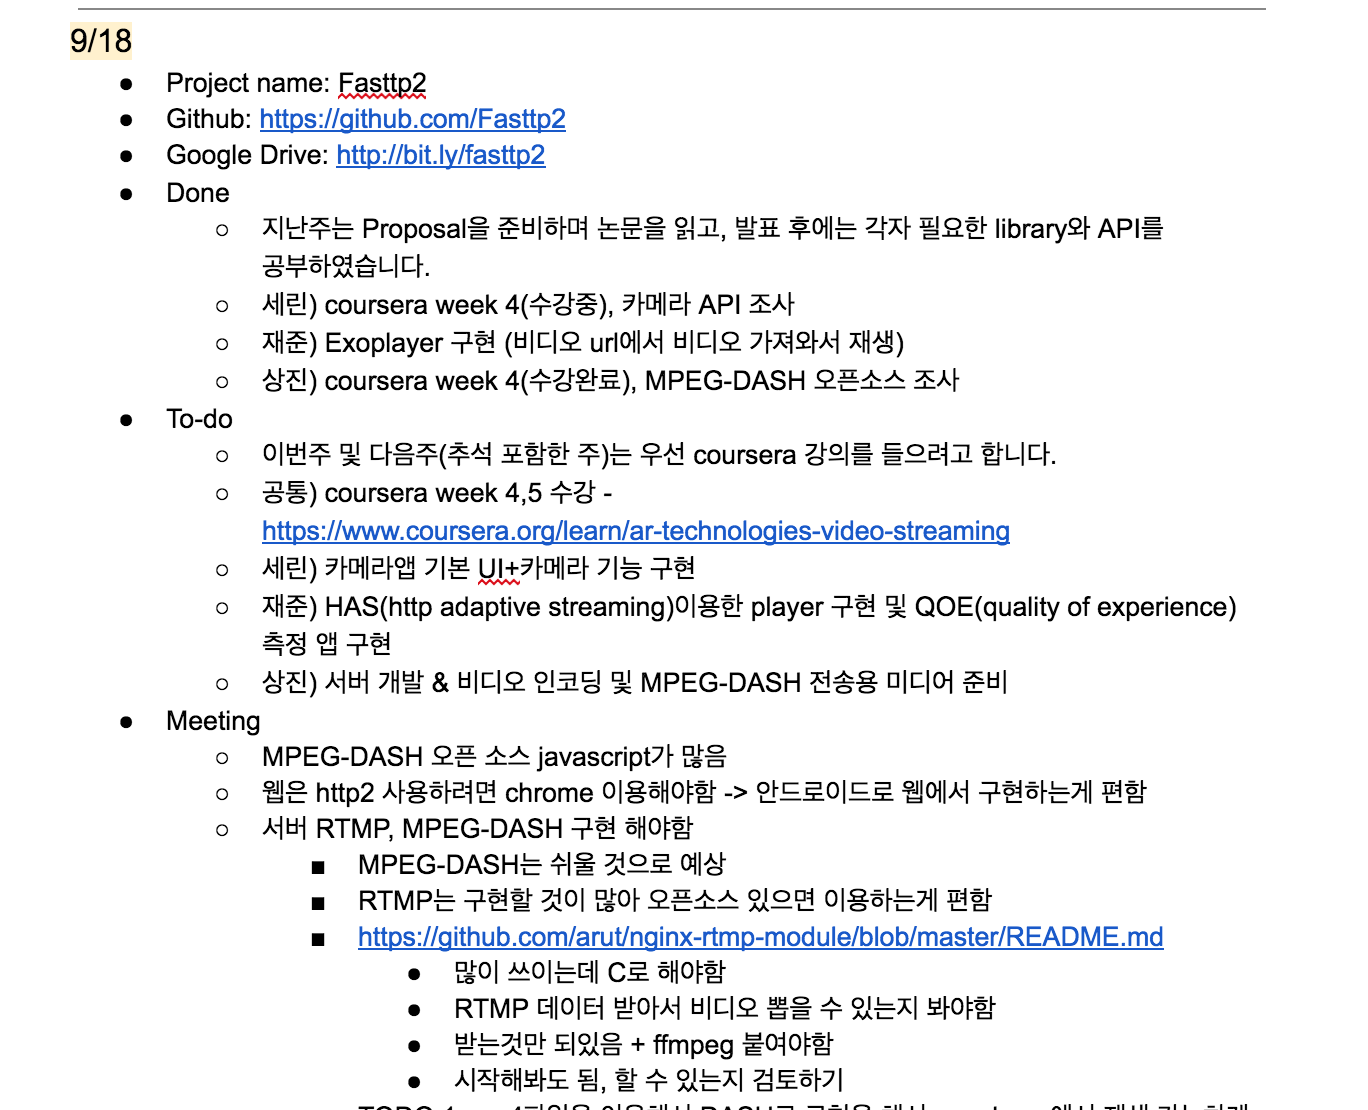 9/18
● Project name: Fasttp2
● Github: https://github.com/Fasttp2
● Google Drive: http://bit.ly/fasttp2
● Done
○ 지난주는 Proposal을 준비하며 논문을 읽고, 발표 후에는 각자 필요한 library와 API를
공부하였습니다.
○ 세린) coursera week 4(수강중), 카메라 API 조사
○ 재준) Exoplayer 구현 (비디오 url에서 비디오 가져와서 재생)
○ 상진) coursera week 4(수강완료), MPEG-DASH 오픈소스 조사
● To-do
○ 이번주 및 다음주(추석 포함한 주)는 우선 coursera 강의를 들으려고 합니다.
○ 공통) coursera week 4,5 수강 -
https://www.coursera.org/learn/ar-technologies-video-streaming
○ 세린) 카메라앱 기본 UI+카메라 기능 구현
○ 재준) HAS(http adaptive streaming)이용한 player 구현 및 QOE(quality of experience)
측정 앱 구현
○ 상진) 서버 개발 & 비디오 인코딩 및 MPEG-DASH 전송용 미디어 준비
● Meeting
○ MPEG-DASH 오픈 소스 javascript가 많음
○ 웹은 http2 사용하려면 chrome 이용해야함 -> 안드로이드로 웹에서 구현하는게 편함
○ 서버 RTMP, MPEG-DASH 구현 해야함
■ MPEG-DASH는 쉬울 것으로 예상
■ RTMP는 구현할 것이 많아 오픈소스 있으면 이용하는게 편함
■ https://github.com/arut/nginx-rtmp-module/blob/master/README.md
● 많이 쓰이는데 C로 해야함
● RTMP 데이터 받아서 비디오 뽑을 수 있는지 봐야함
● 받는것만 되있음 + ffmpeg 붙여야함
● 시작해봐도 됨, 할 수 있는지 검토하기